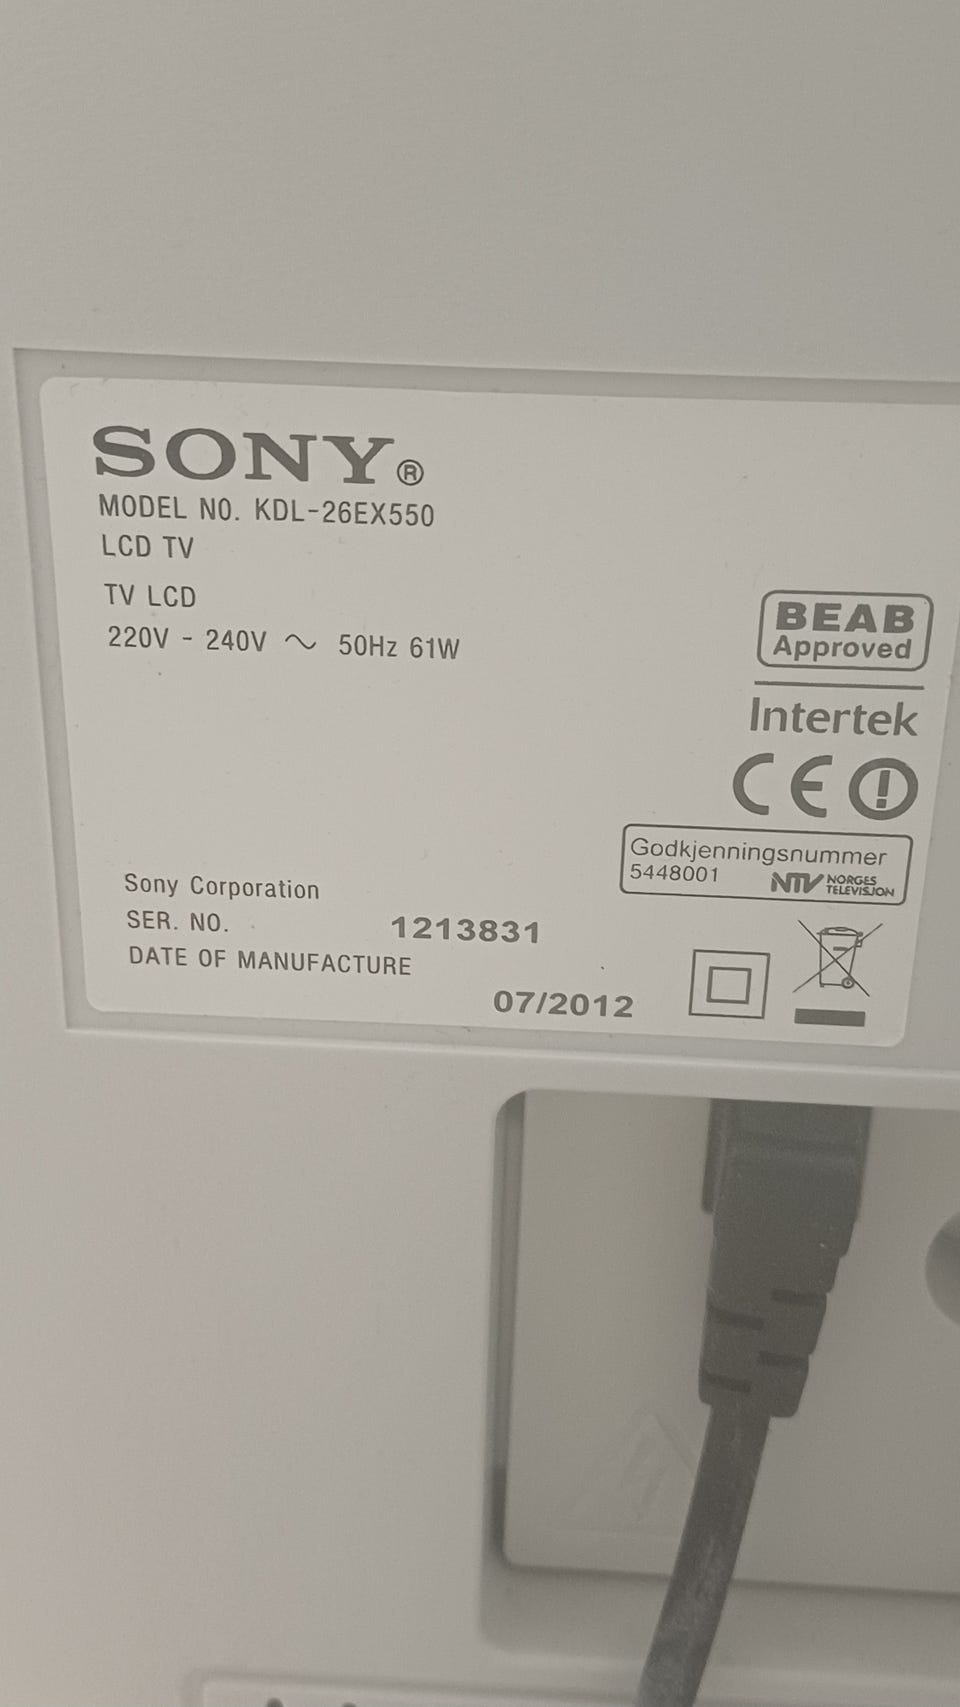 SONY®
MODEL NO. KDL-26EX550
LCD TV
TV LCD
220V - 240V ~ 50Hz 61W
BEAB
Approved
Intertek
CE
Godkjenningsnummer
5448001 NTV NORGES
TELEVISJON
Sony Corporation
SER. NO. 1213831
DATE OF MANUFACTURE
07/2012